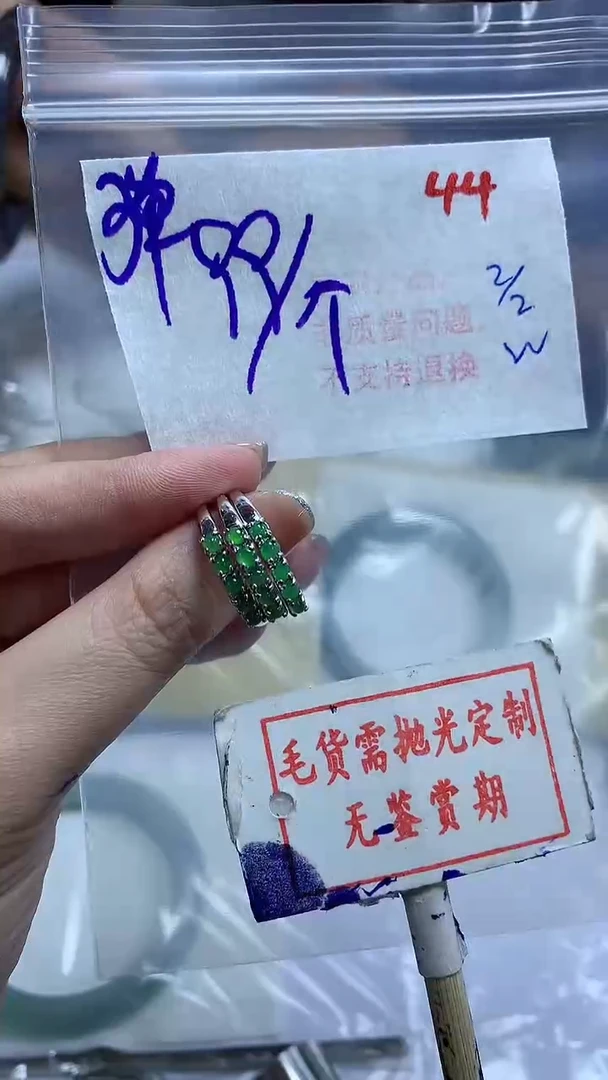 弹99/个
44
2/2
W
质量问题
不支持退换
毛货需抛光定制
无鉴赏期